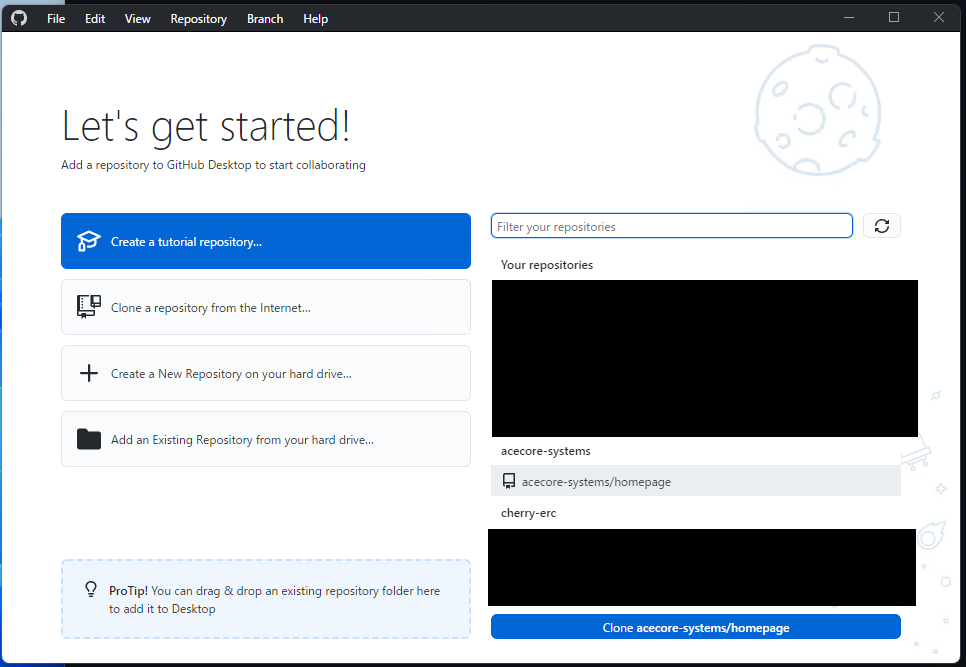 File Edit View Repository Branch Help
Let's get started!
Add a repository to GitHub Desktop to start collaborating
Create a tutorial repository...
Clone a repository from the Internet...
Create a New Repository on your hard drive...
Add an Existing Repository from your hard drive...
ProTip! You can drag & drop an existing repository folder here
to add it to Desktop
Filter your repositories
Your repositories
acecore-systems
acecore-systems/homepage
cherry-erc
Clone acecore-systems/homepage